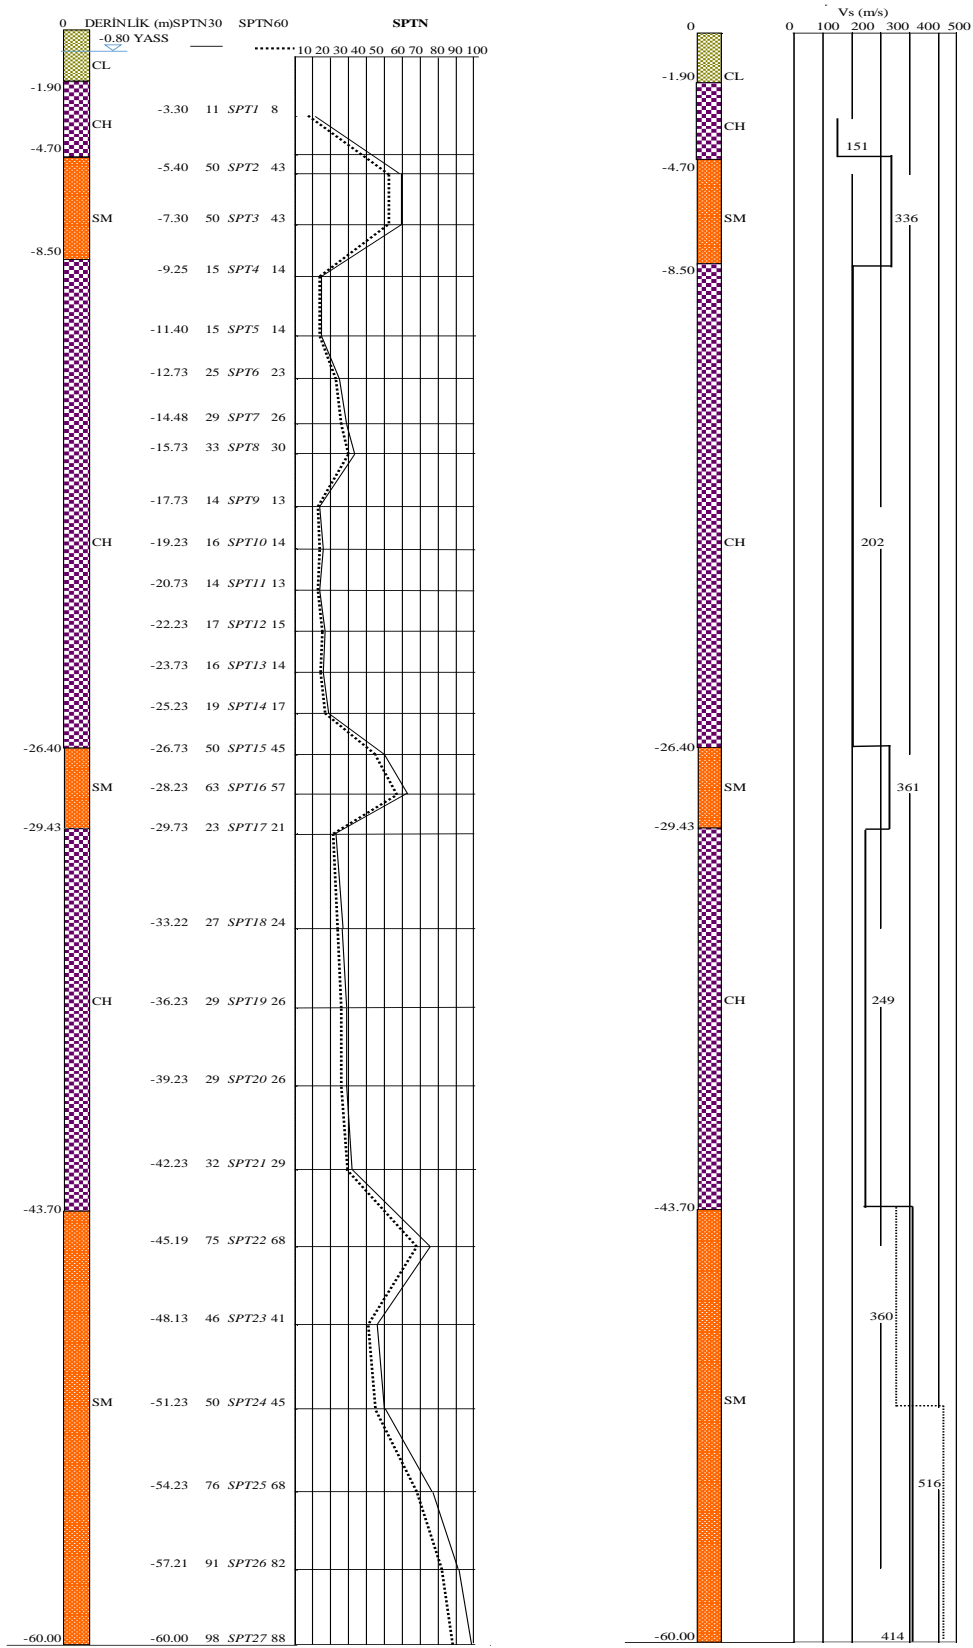 0 DERİNLİK (m)SPTN30 SPTN60 SPTN
-0.80 YASS
10 20 30 40 50 60 70 80 90 100
CL
-1.90
-3.30 11 SPT1 8
CH
-4.70
-5.40 50 SPT2 43
SM
-7.30 50 SPT3 43
-8.50
-9.25 15 SPT4 14
-11.40 15 SPT5 14
-12.73 25 SPT6 23
-14.48 29 SPT7 26
-15.73 33 SPT8 30
-17.73 14 SPT9 13
CH
-19.23 16 SPT10 14
-20.73 14 SPT11 13
-22.23 17 SPT12 15
-23.73 16 SPT13 14
-25.23 19 SPT14 17
-26.40
-26.73 50 SPT15 45
SM
-28.23 63 SPT16 57
-29.43
-29.73 23 SPT17 21
-33.22 27 SPT18 24
CH
-36.23 29 SPT19 26
-39.23 29 SPT20 26
-42.23 32 SPT21 29
-43.70
-45.19 75 SPT22 68
-48.13 46 SPT23 41
SM
-51.23 50 SPT24 45
-54.23 76 SPT25 68
-57.21 91 SPT26 82
-60.00
-60.00 98 SPT27 88
Vs (m/s)
0
0 100 200 300 400 500
-1.90 CL
CH
151
-4.70
SM
336
-8.50
CH
202
-26.40
SM
361
-29.43
CH
249
-43.70
360
SM
516
-60.00
414